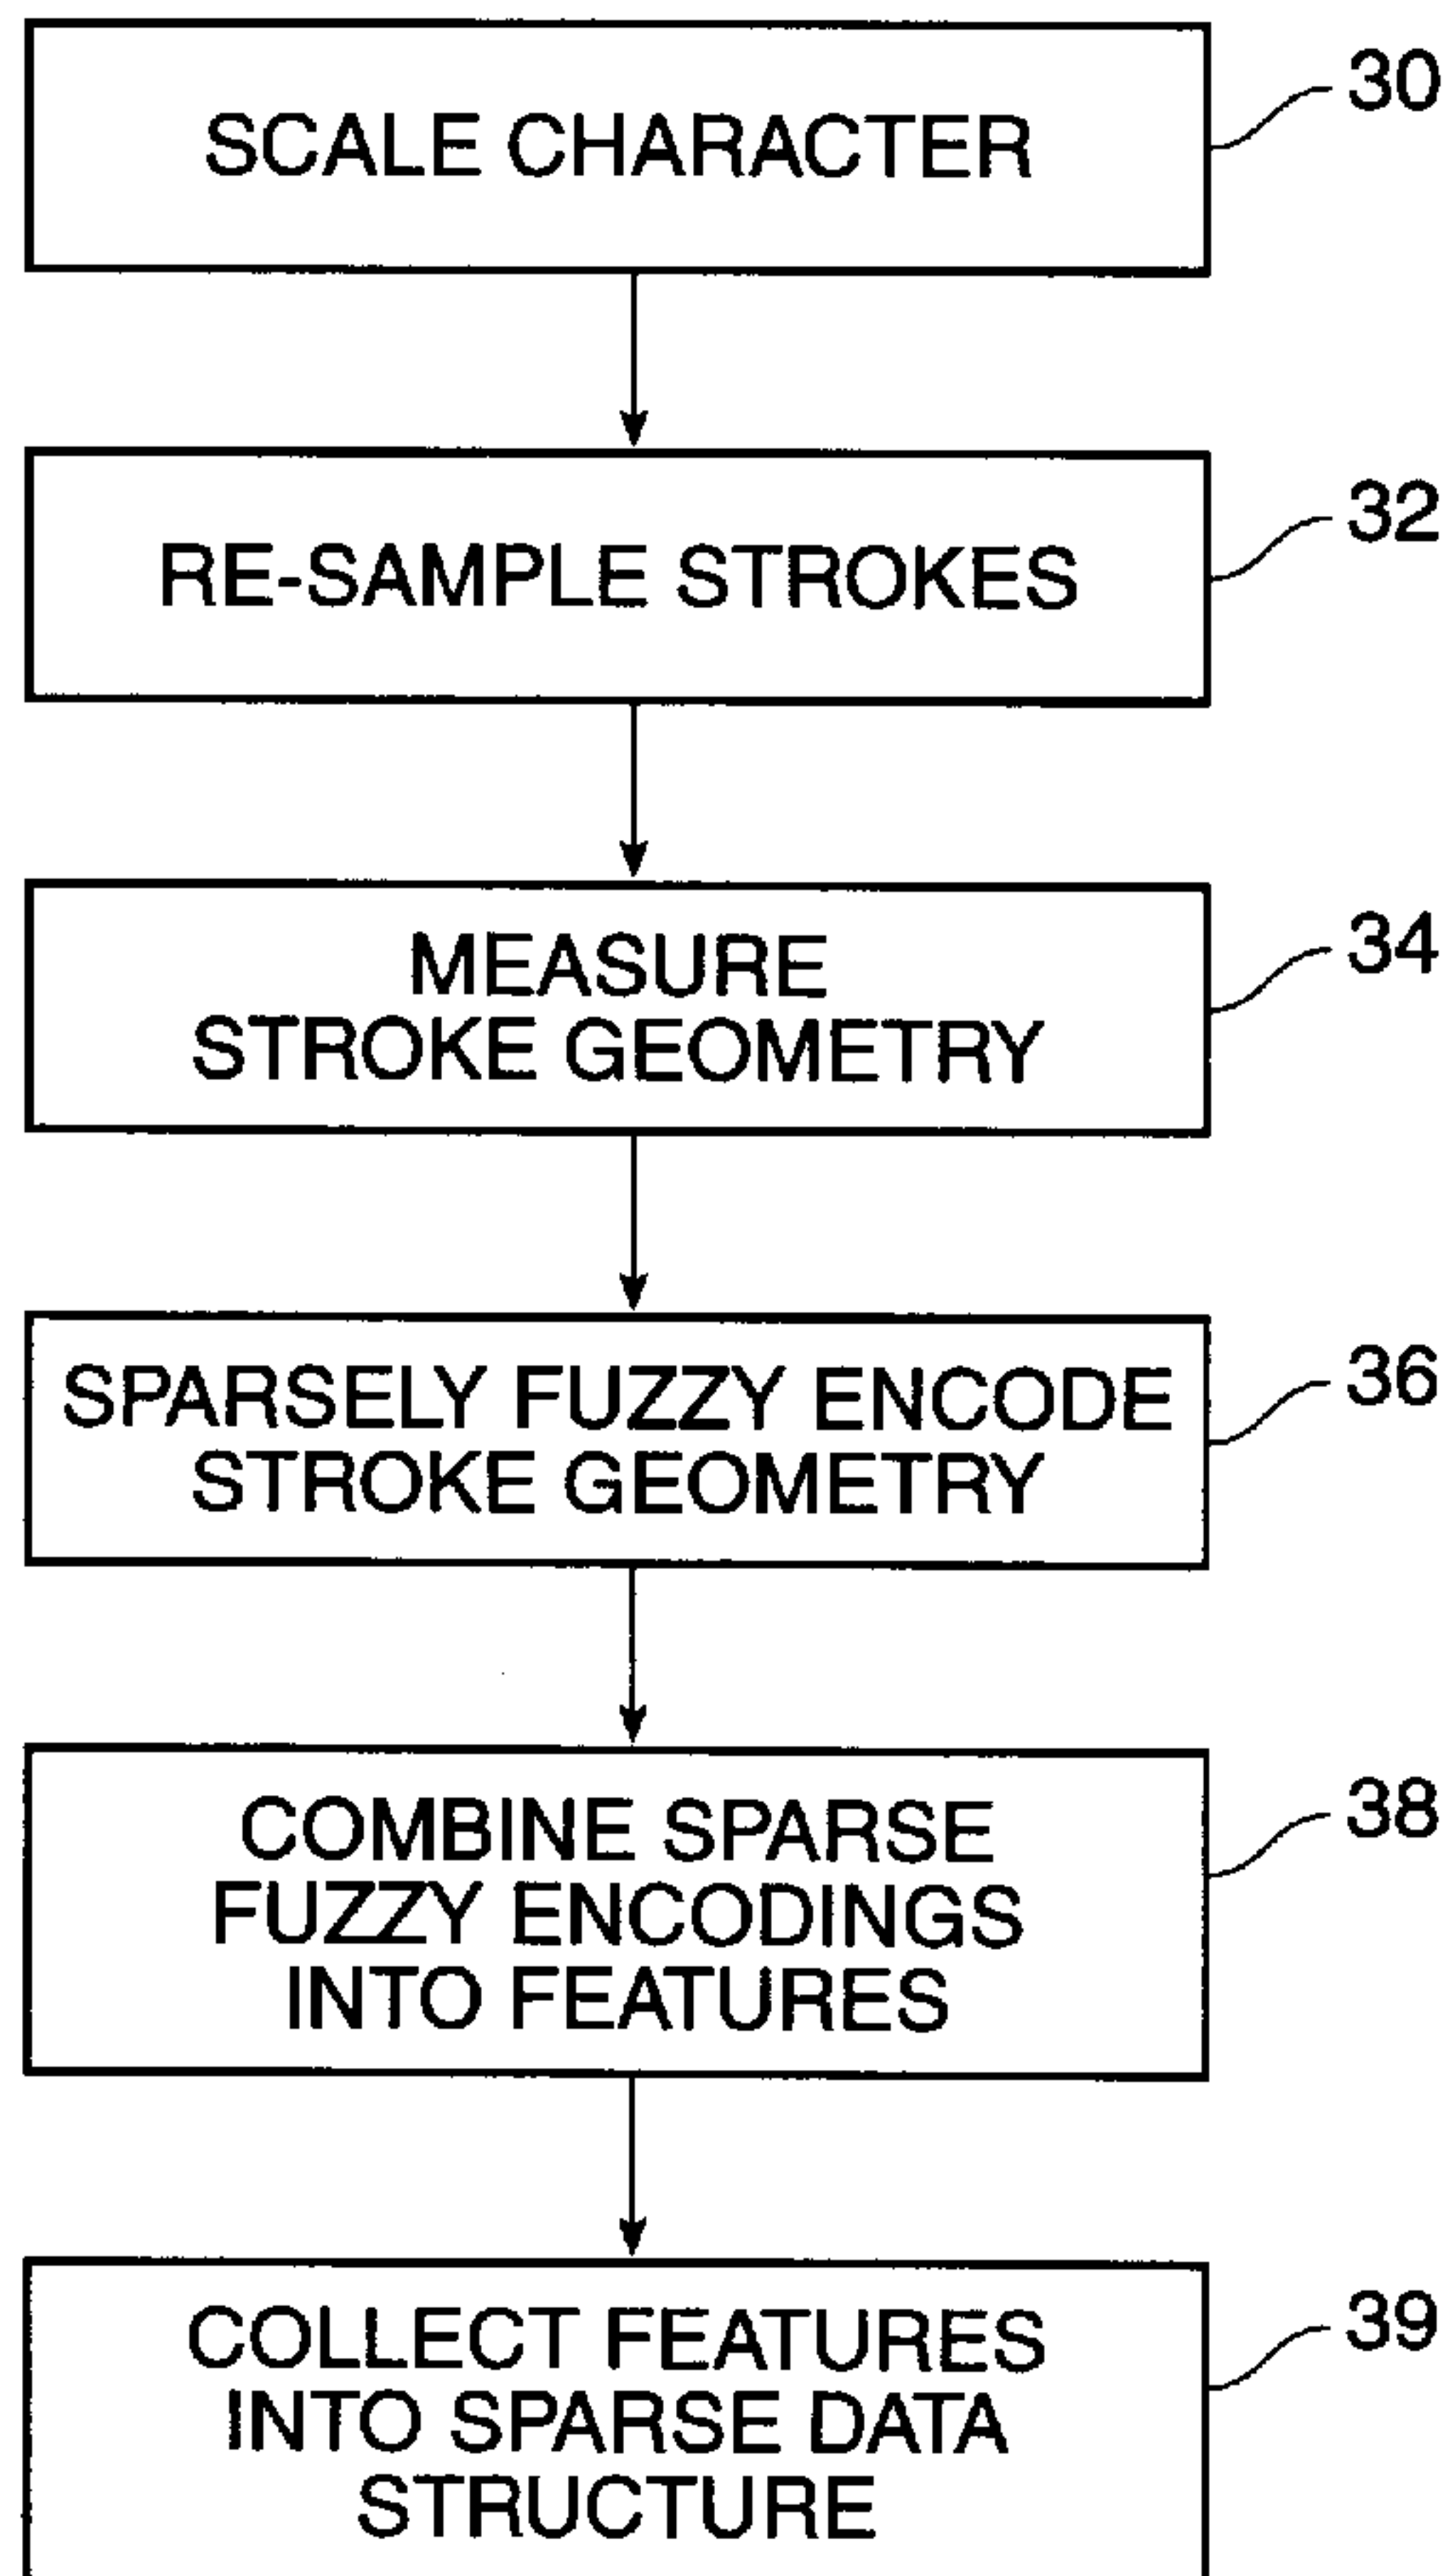 SCALE CHARACTER
30
RE-SAMPLE STROKES
32
MEASURE
STROKE GEOMETRY
34
SPARSELY FUZZY ENCODE
STROKE GEOMETRY
36
COMBINE SPARSE
FUZZY ENCODINGS
INTO FEATURES
38
COLLECT FEATURES
INTO SPARSE DATA
STRUCTURE
39